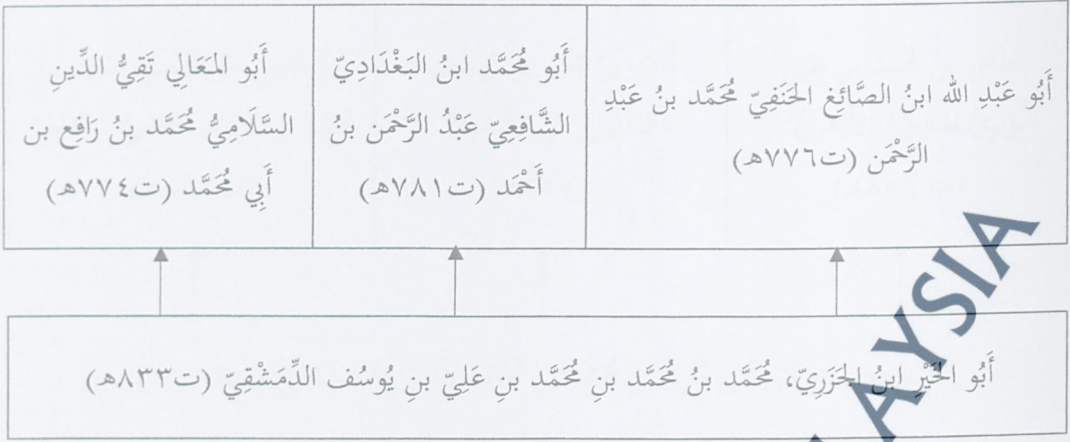 أَبُو عَبْدِ الله ابنُ الصَّائِغِ الحَنَفِيّ مُحَمَّد بنُ عَبْدِ
الرَّحْمَن (ت٧٧٦هـ)
أَبُو مُحَمَّد ابنُ البَغْدَادِيّ
الشَّافِعِيّ عَبْدُ الرَّحْمَن بنُ
أَحْمَد (ت٧٨١هـ)
أَبُو المَعَالِي تَقِيُّ الدِّينِ
السَّلَامِيُّ مُحَمَّد بنُ رَافِع بن
أَبِي مُحَمَّد (ت٧٧٤هـ)
أَبُو الخَيْرِ ابنُ الجَزَرِيّ، مُحَمَّد بنُ مُحَمَّد بنِ مُحَمَّد بنِ عَلِيّ بنِ يُوسُف الدِّمَشْقِيّ (ت٨٣٣هـ)
AYSIA